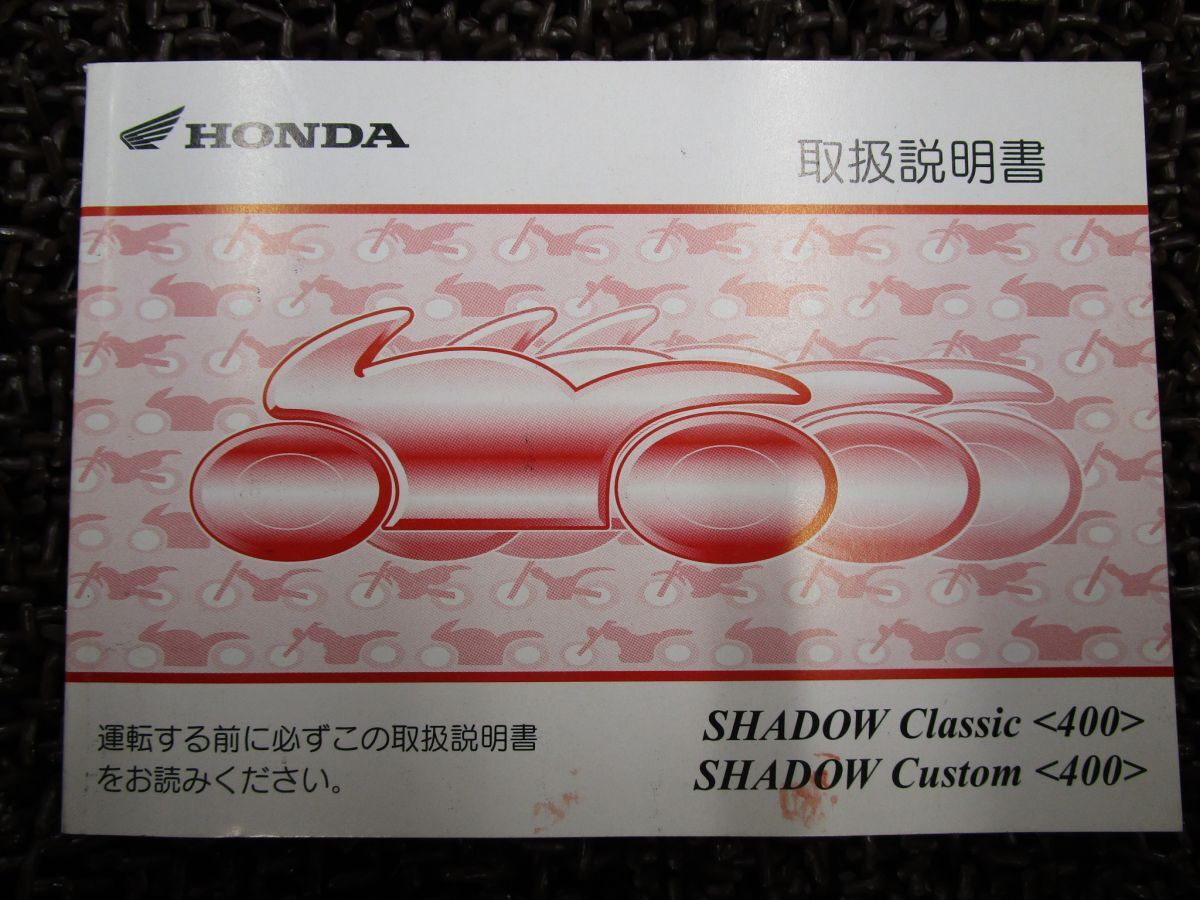 HONDA
取扱説明書
運転する前に必ずこの取扱説明書
をお読みください。
SHADOW Classic <400>
SHADOW Custom <400>